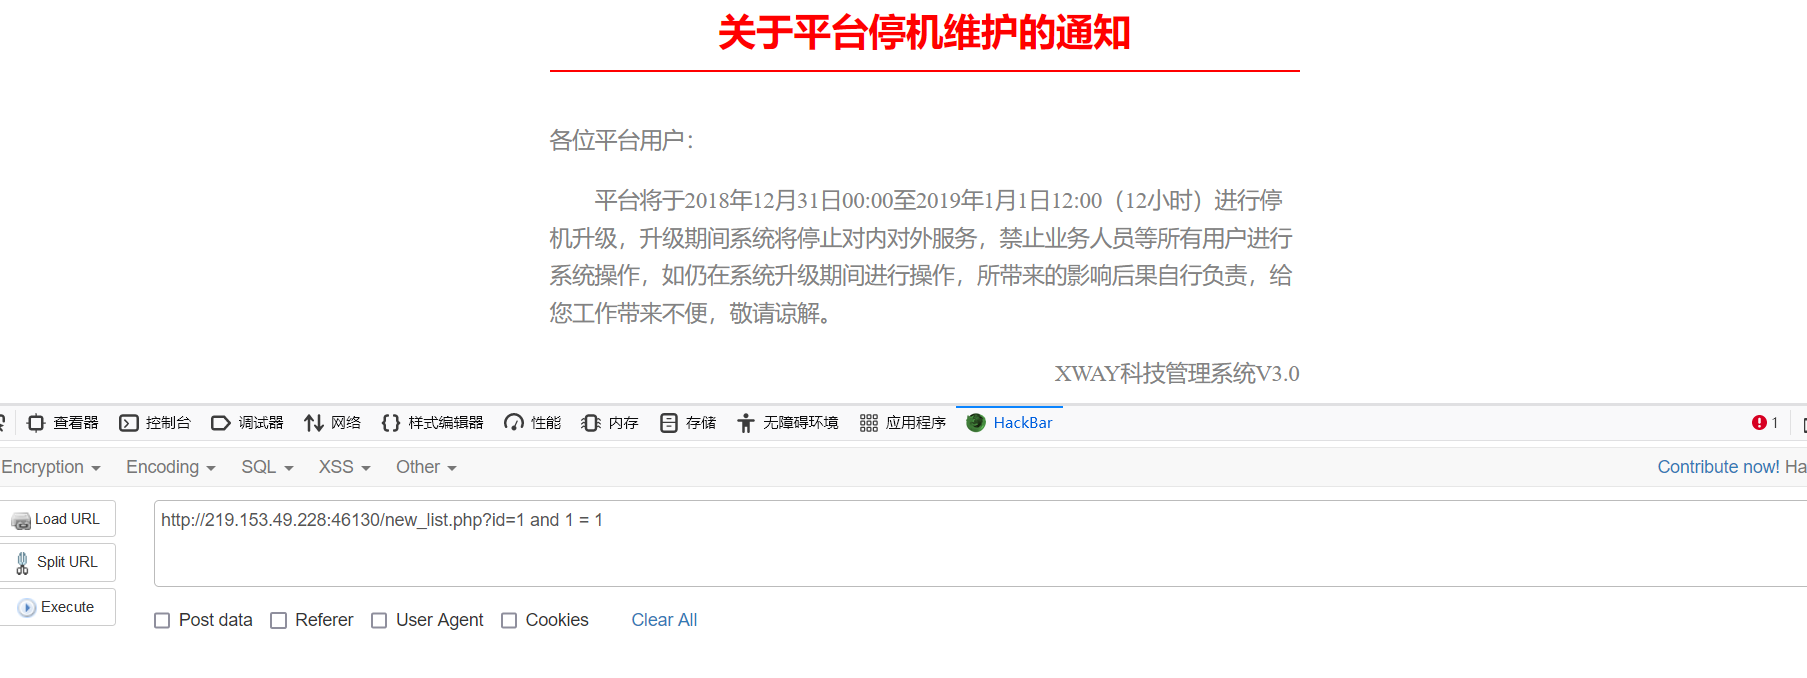 关于平台停机维护的通知
各位平台用户：
平台将于2018年12月31日00:00至2019年1月1日12:00（12小时）进行停
机升级，升级期间系统将停止对内对外服务，禁止业务人员等所有用户进行
系统操作，如仍在系统升级期间进行操作，所带来的影响后果自行负责，给
您工作带来不便，敬请谅解。
XWAY科技管理系统V3.0
查看器 控制台 调试器 网络 样式编辑器 性能 内存 存储 无障碍环境 应用程序 HackBar 1
Encryption Encoding SQL XSS Other Contribute now! Ha
Load URL http://219.153.49.228:46130/new_list.php?id=1 and 1 = 1
Split URL
Execute
Post data Referer User Agent Cookies Clear All